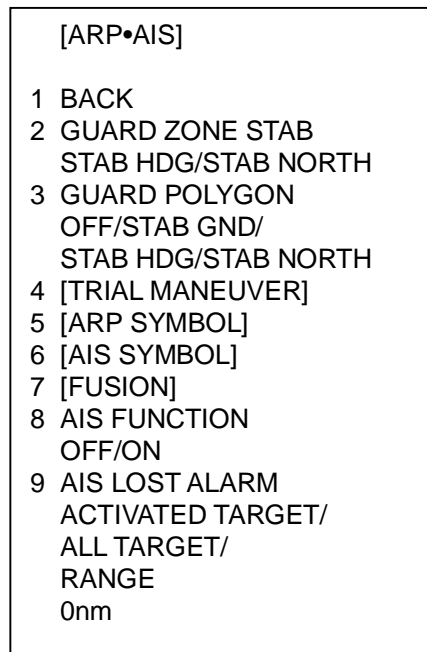 [ARP•AIS]
1 BACK
2 GUARD ZONE STAB
STAB HDG/STAB NORTH
3 GUARD POLYGON
OFF/STAB GND/
STAB HDG/STAB NORTH
4 [TRIAL MANEUVER]
5 [ARP SYMBOL]
6 [AIS SYMBOL]
7 [FUSION]
8 AIS FUNCTION
OFF/ON
9 AIS LOST ALARM
ACTIVATED TARGET/
ALL TARGET/
RANGE
0nm